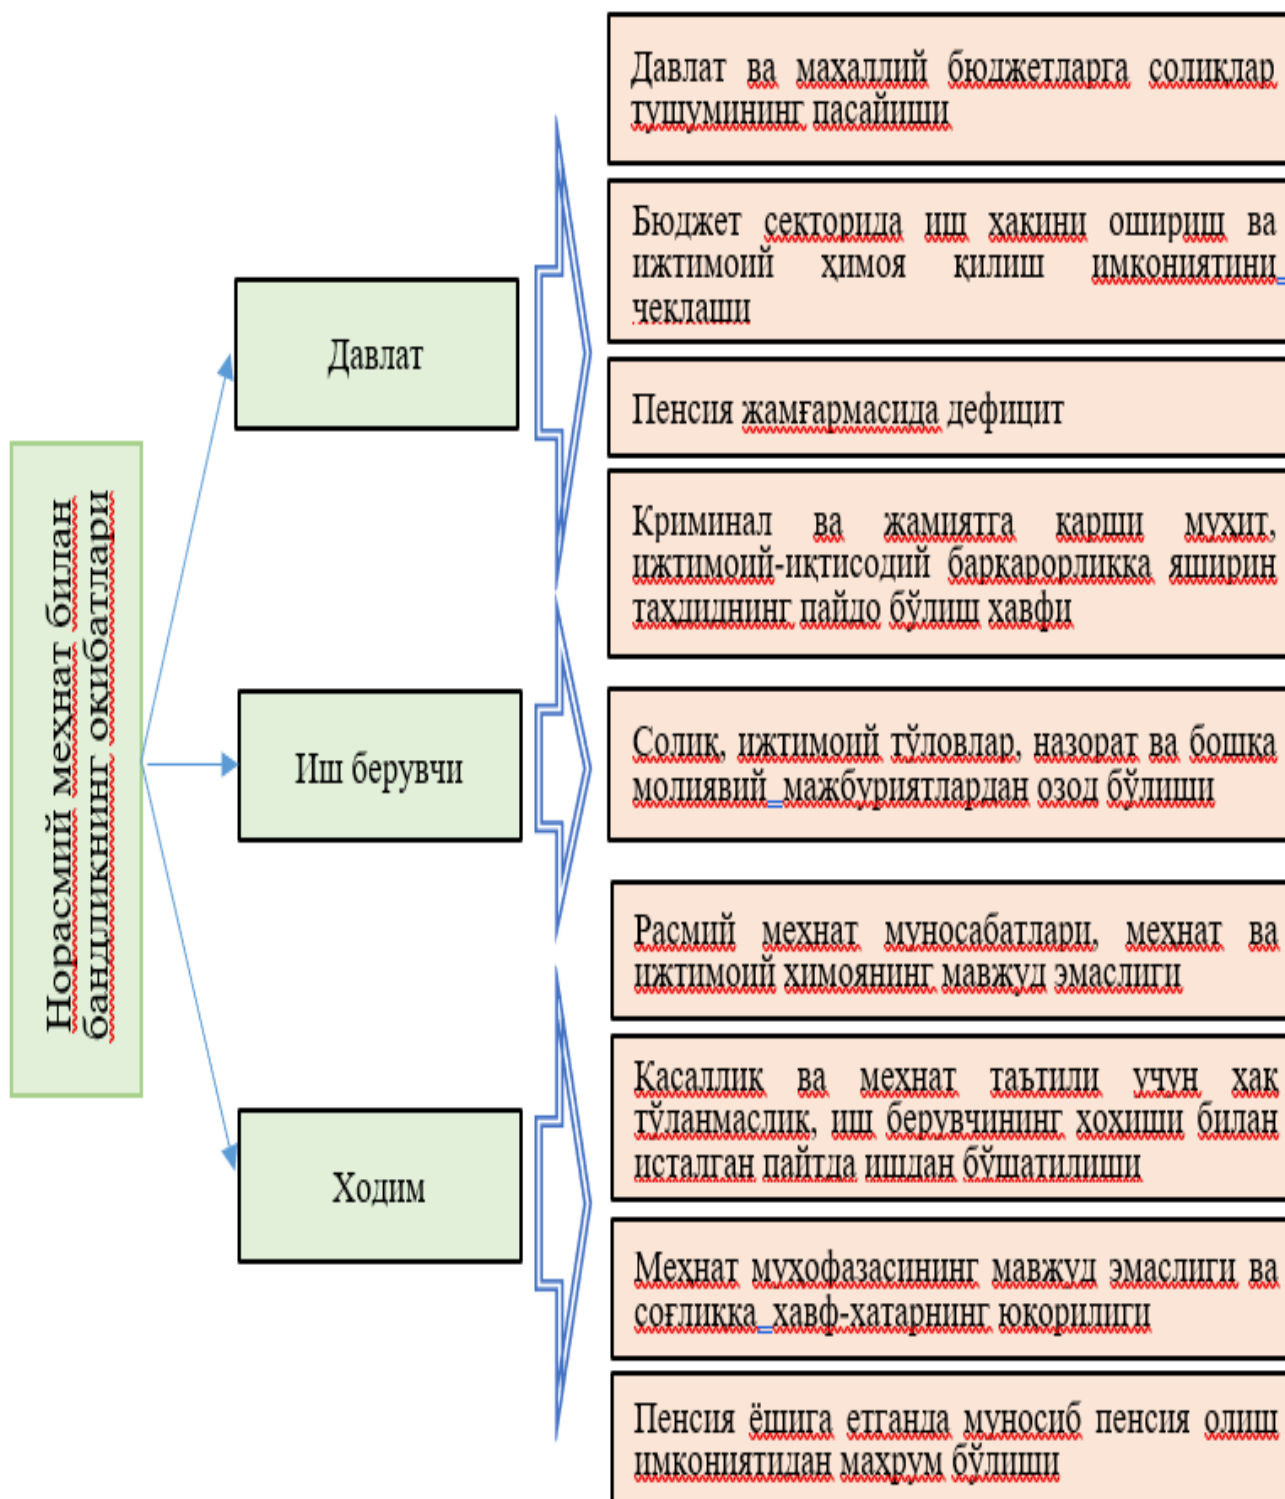 Норасмий меҳнат билан
бандликнинг оқибатлари
Давлат
Давлат ва маҳаллий бюджетларга солиқлар
тушумининг пасайиши
Бюджет секторида иш ҳақини ошириш ва
ижтимоий ҳимоя қилиш имкониятини
чеклаши
Пенсия жамғармасида дефицит
Криминал ва жамиятга қарши муҳит,
ижтимоий-иқтисодий барқарорликка яширин
таҳдиднинг пайдо бўлиш хавфи
Иш берувчи
Солиқ, ижтимоий тўловлар, назорат ва бошқа
молиявий мажбуриятлардан озод бўлиши
Ходим
Расмий меҳнат муносабатлари, меҳнат ва
ижтимоий ҳимоянинг мавжуд эмаслиги
Касаллик ва меҳнат таътили учун ҳақ
тўланмаслик, иш берувчининг хоҳиши билан
исталган пайтда ишдан бўшатилиши
Меҳнат муҳофазасининг мавжуд эмаслиги ва
соғлиққа хавф-хатарнинг юқорилиги
Пенсия ёшига етганда муносиб пенсия олиш
имкониятидан маҳрум бўлиши